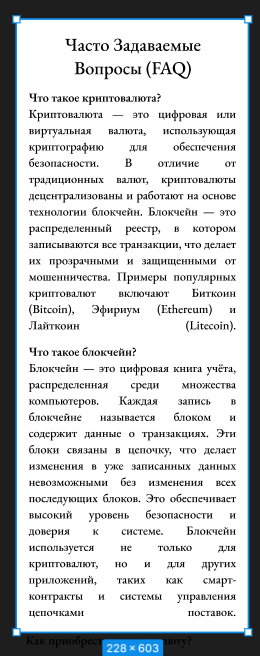 Часто Задаваемые
Вопросы (FAQ)
Что такое криптовалюта?
Криптовалюта — это цифровая или
виртуальная валюта, использующая
криптографию для обеспечения
безопасности. В отличие от
традиционных валют, криптовалюты
децентрализованы и работают на основе
технологии блокчейн. Блокчейн — это
распределенный реестр, в котором
записываются все транзакции, что делает
их прозрачными и защищенными от
мошенничества. Примеры популярных
криптовалют включают Биткоин
(Bitcoin), Эфириум (Ethereum) и
Лайткоин (Litecoin).
Что такое блокчейн?
Блокчейн — это цифровая книга учёта,
распределенная среди множества
компьютеров. Каждая запись в
блокчейне называется блоком и
содержит данные о транзакциях. Эти
блоки связаны в цепочку, что делает
изменения в уже записанных данных
невозможными без изменения всех
последующих блоков. Это обеспечивает
высокий уровень безопасности и
доверия к системе. Блокчейн
используется не только для
криптовалют, но и для других
приложений, таких как смарт-
контракты и системы управления
цепочками поставок.
Как
228 × 603